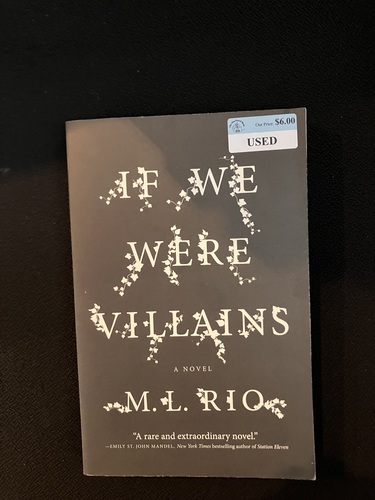 Our Price: $6.00
USED
IF WE
WERE
VILLAINS
A NOVEL
M. L. RIO
"A rare and extraordinary novel."
—EMILY ST. JOHN MANDEL, New York Times bestselling author of Station Eleven